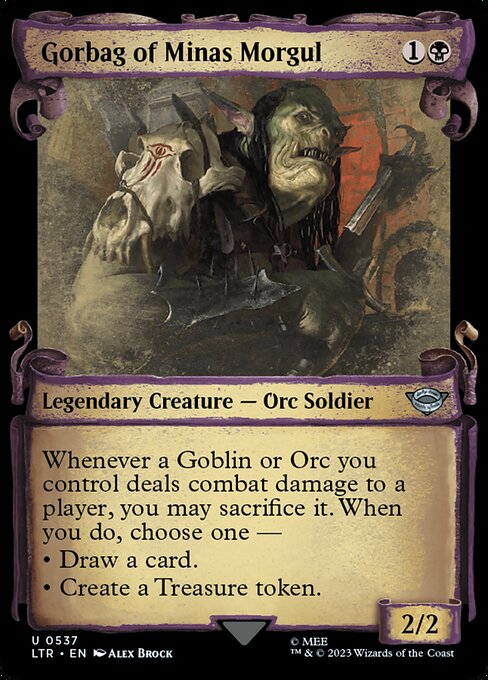 Gorbag of Minas Morgul 1
Legendary Creature — Orc Soldier
Whenever a Goblin or Orc you
control deals combat damage to a
player, you may sacrifice it. When
you do, choose one —
• Draw a card.
• Create a Treasure token.
2/2
U 0537
LTR • EN Alex Brock
© MEE
™ & © 2023 Wizards of the Coast